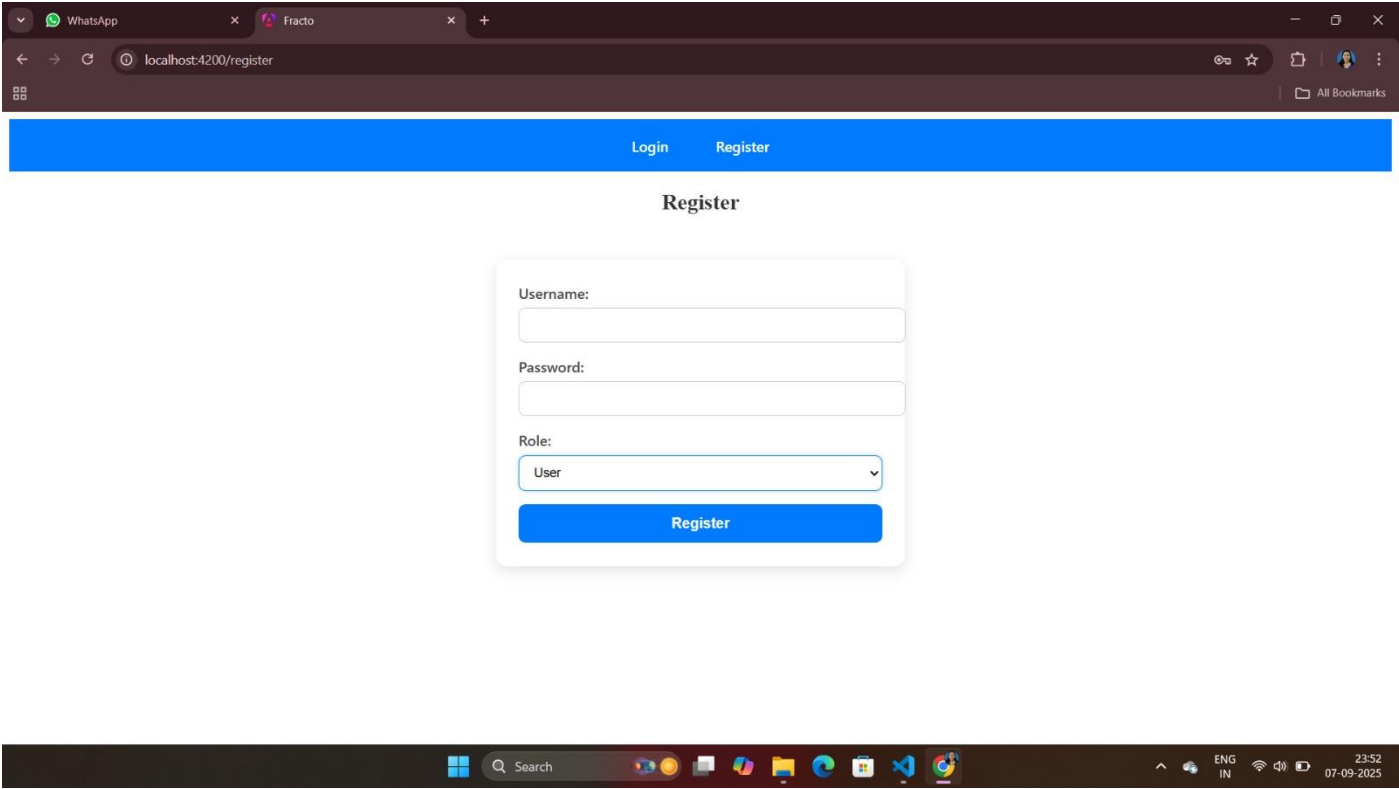 WhatsApp
Fracto
localhost:4200/register
All Bookmarks
Login Register
Register
Username:
Password:
Role:
User
Register
Search
ENG
IN
23:52
07-09-2025